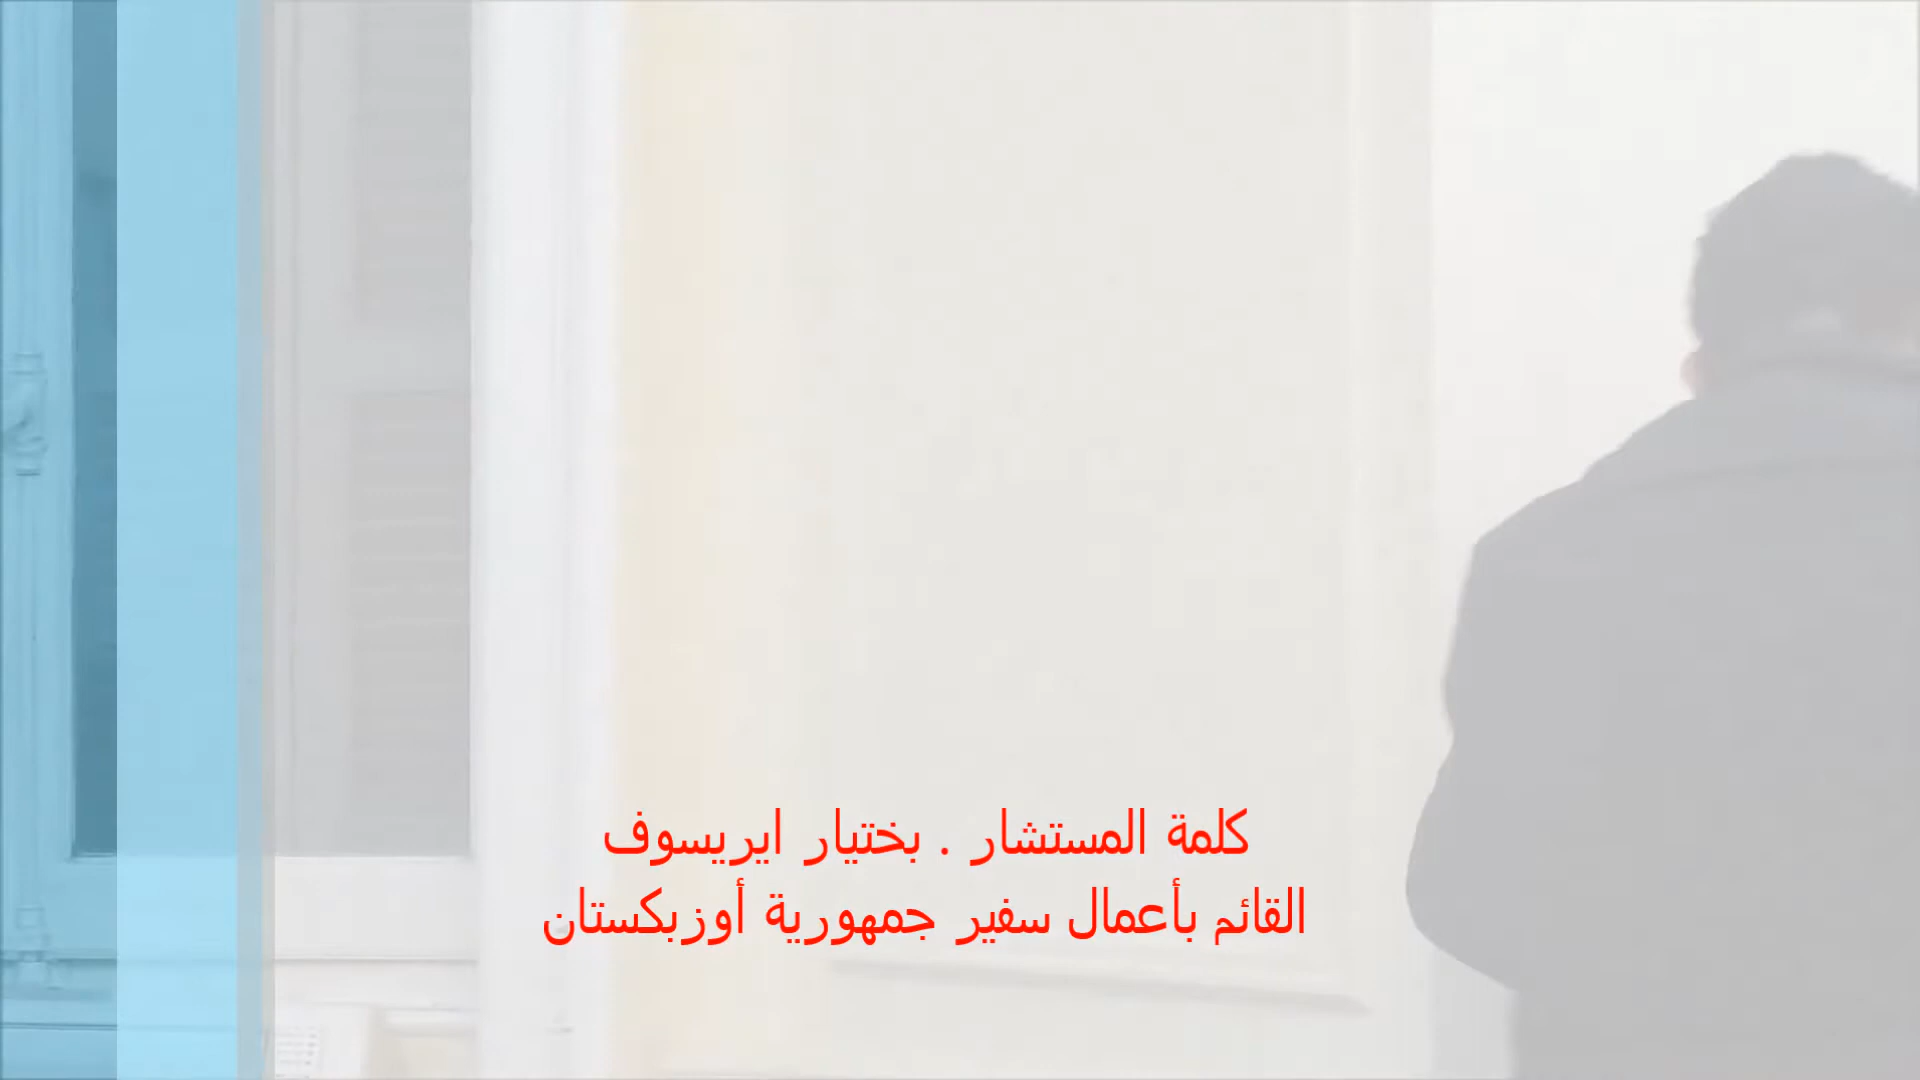 كلمة المستشار . بختيار ايريسوف
القائم بأعمال سفير جمهورية أوزبكستان